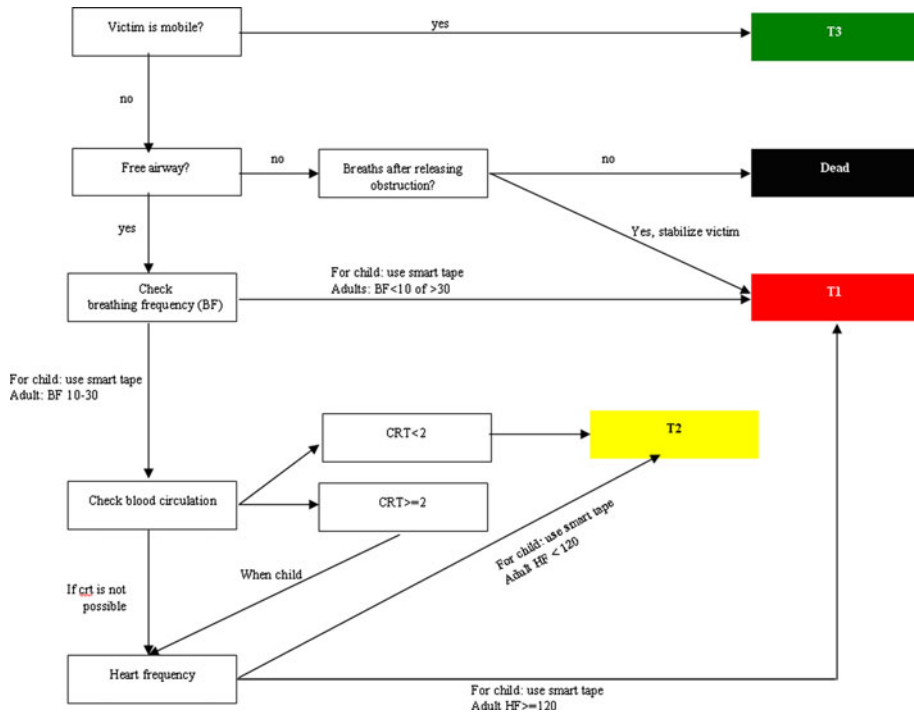 Victim is mobile?
yes
T3
no
Free airway?
no
Breaths after releasing
obstruction?
no
Dead
yes
Yes, stabilize victim
Check
breathing frequency (BF)
For child: use smart tape
Adults: BF<10 of >30
T1
For child: use smart tape
Adult: BF 10-30
CRT<2
T2
Check blood circulation
CRT>=2
For child: use smart tape
Adult HF < 120
When child
If crt is not
possible
Heart frequency
For child: use smart tape
Adult HF>=120